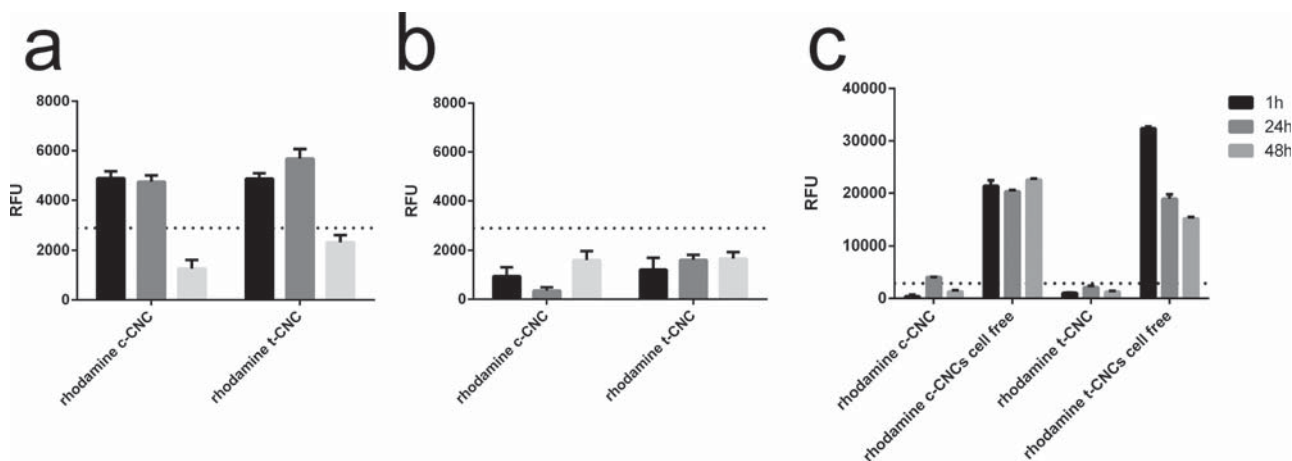 a
8000
6000
4000
2000
0
RFU
rhodamine c-CNC
rhodamine t-CNC
b
8000
6000
4000
2000
0
RFU
rhodamine c-CNC
rhodamine t-CNC
c
40000
30000
20000
10000
0
RFU
rhodamine c-CNC
rhodamine c-CNCs cell free
rhodamine t-CNC
rhodamine t-CNCs cell free
1h
24h
48h